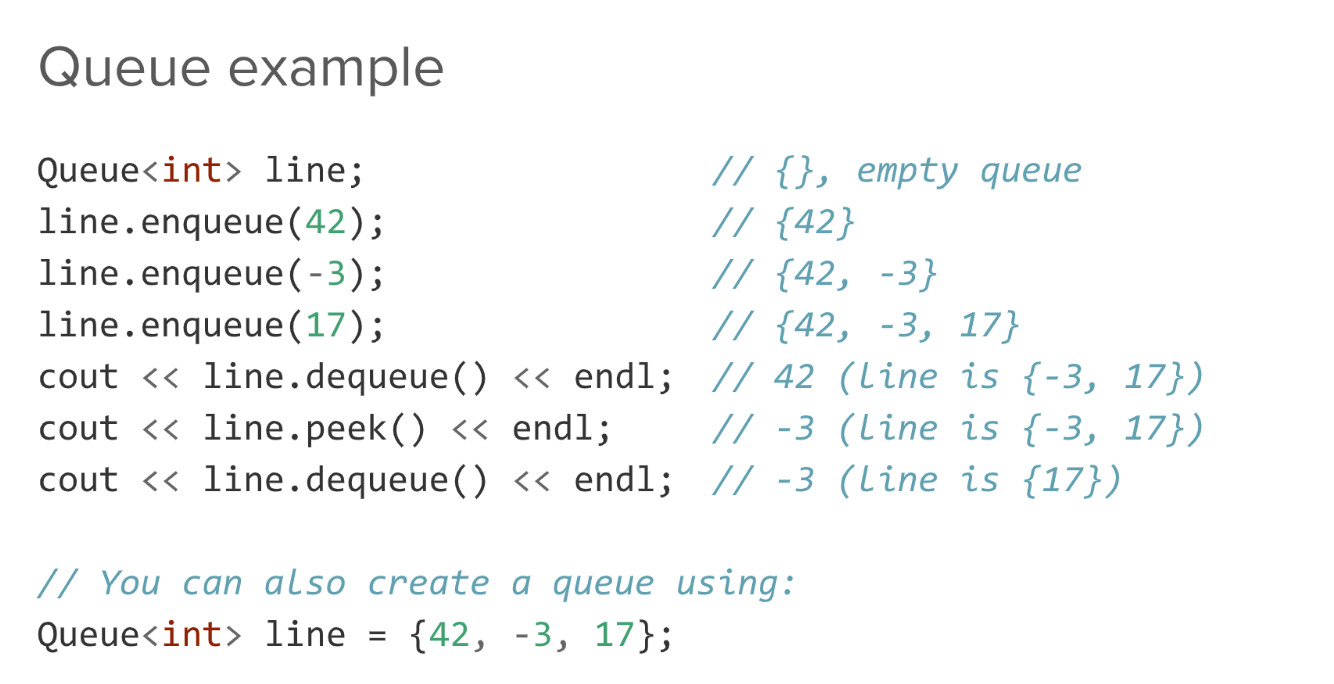 Queue example
Queue<int> line; // {}, empty queue
line.enqueue(42); // {42}
line.enqueue(-3); // {42, -3}
line.enqueue(17); // {42, -3, 17}
cout << line.dequeue() << endl; // 42 (line is {-3, 17})
cout << line.peek() << endl; // -3 (line is {-3, 17})
cout << line.dequeue() << endl; // -3 (line is {17})
// You can also create a queue using:
Queue<int> line = {42, -3, 17};